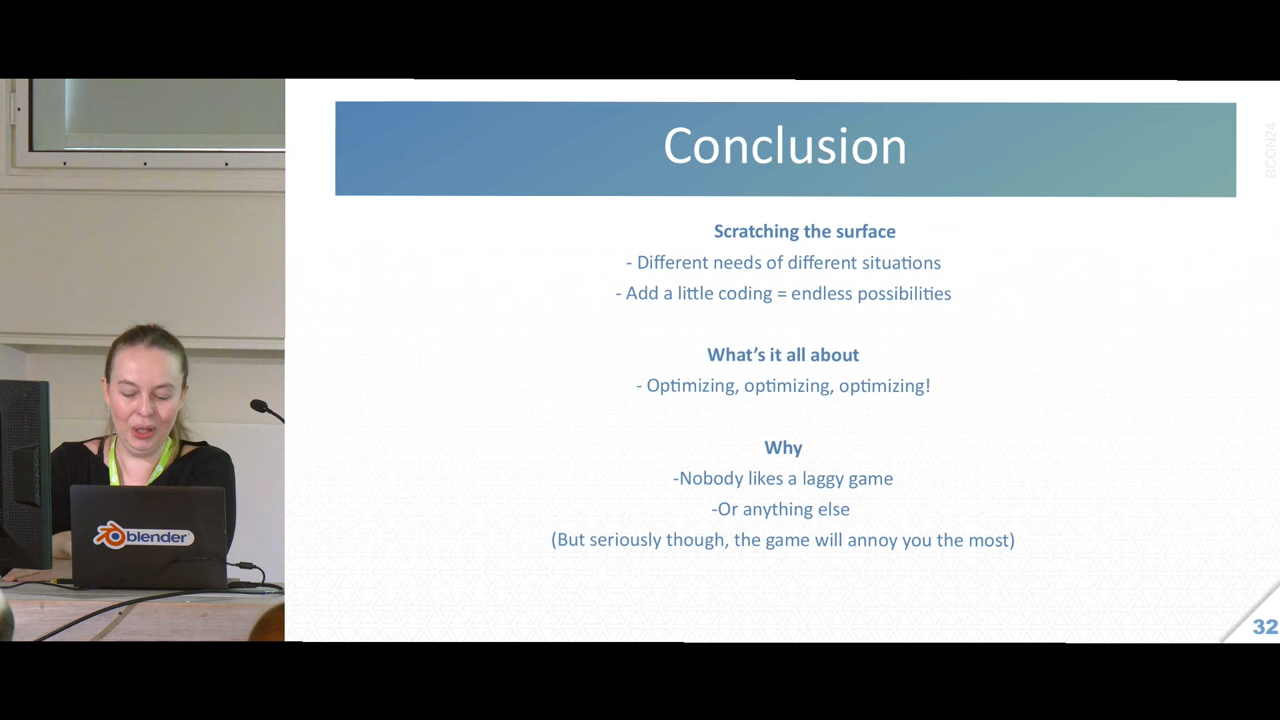 Conclusion
BCON24
Scratching the surface
- Different needs of different situations
- Add a little coding = endless possibilities
What's it all about
- Optimizing, optimizing, optimizing!
Why
-Nobody likes a laggy game
-Or anything else
(But seriously though, the game will annoy you the most)
blender
32